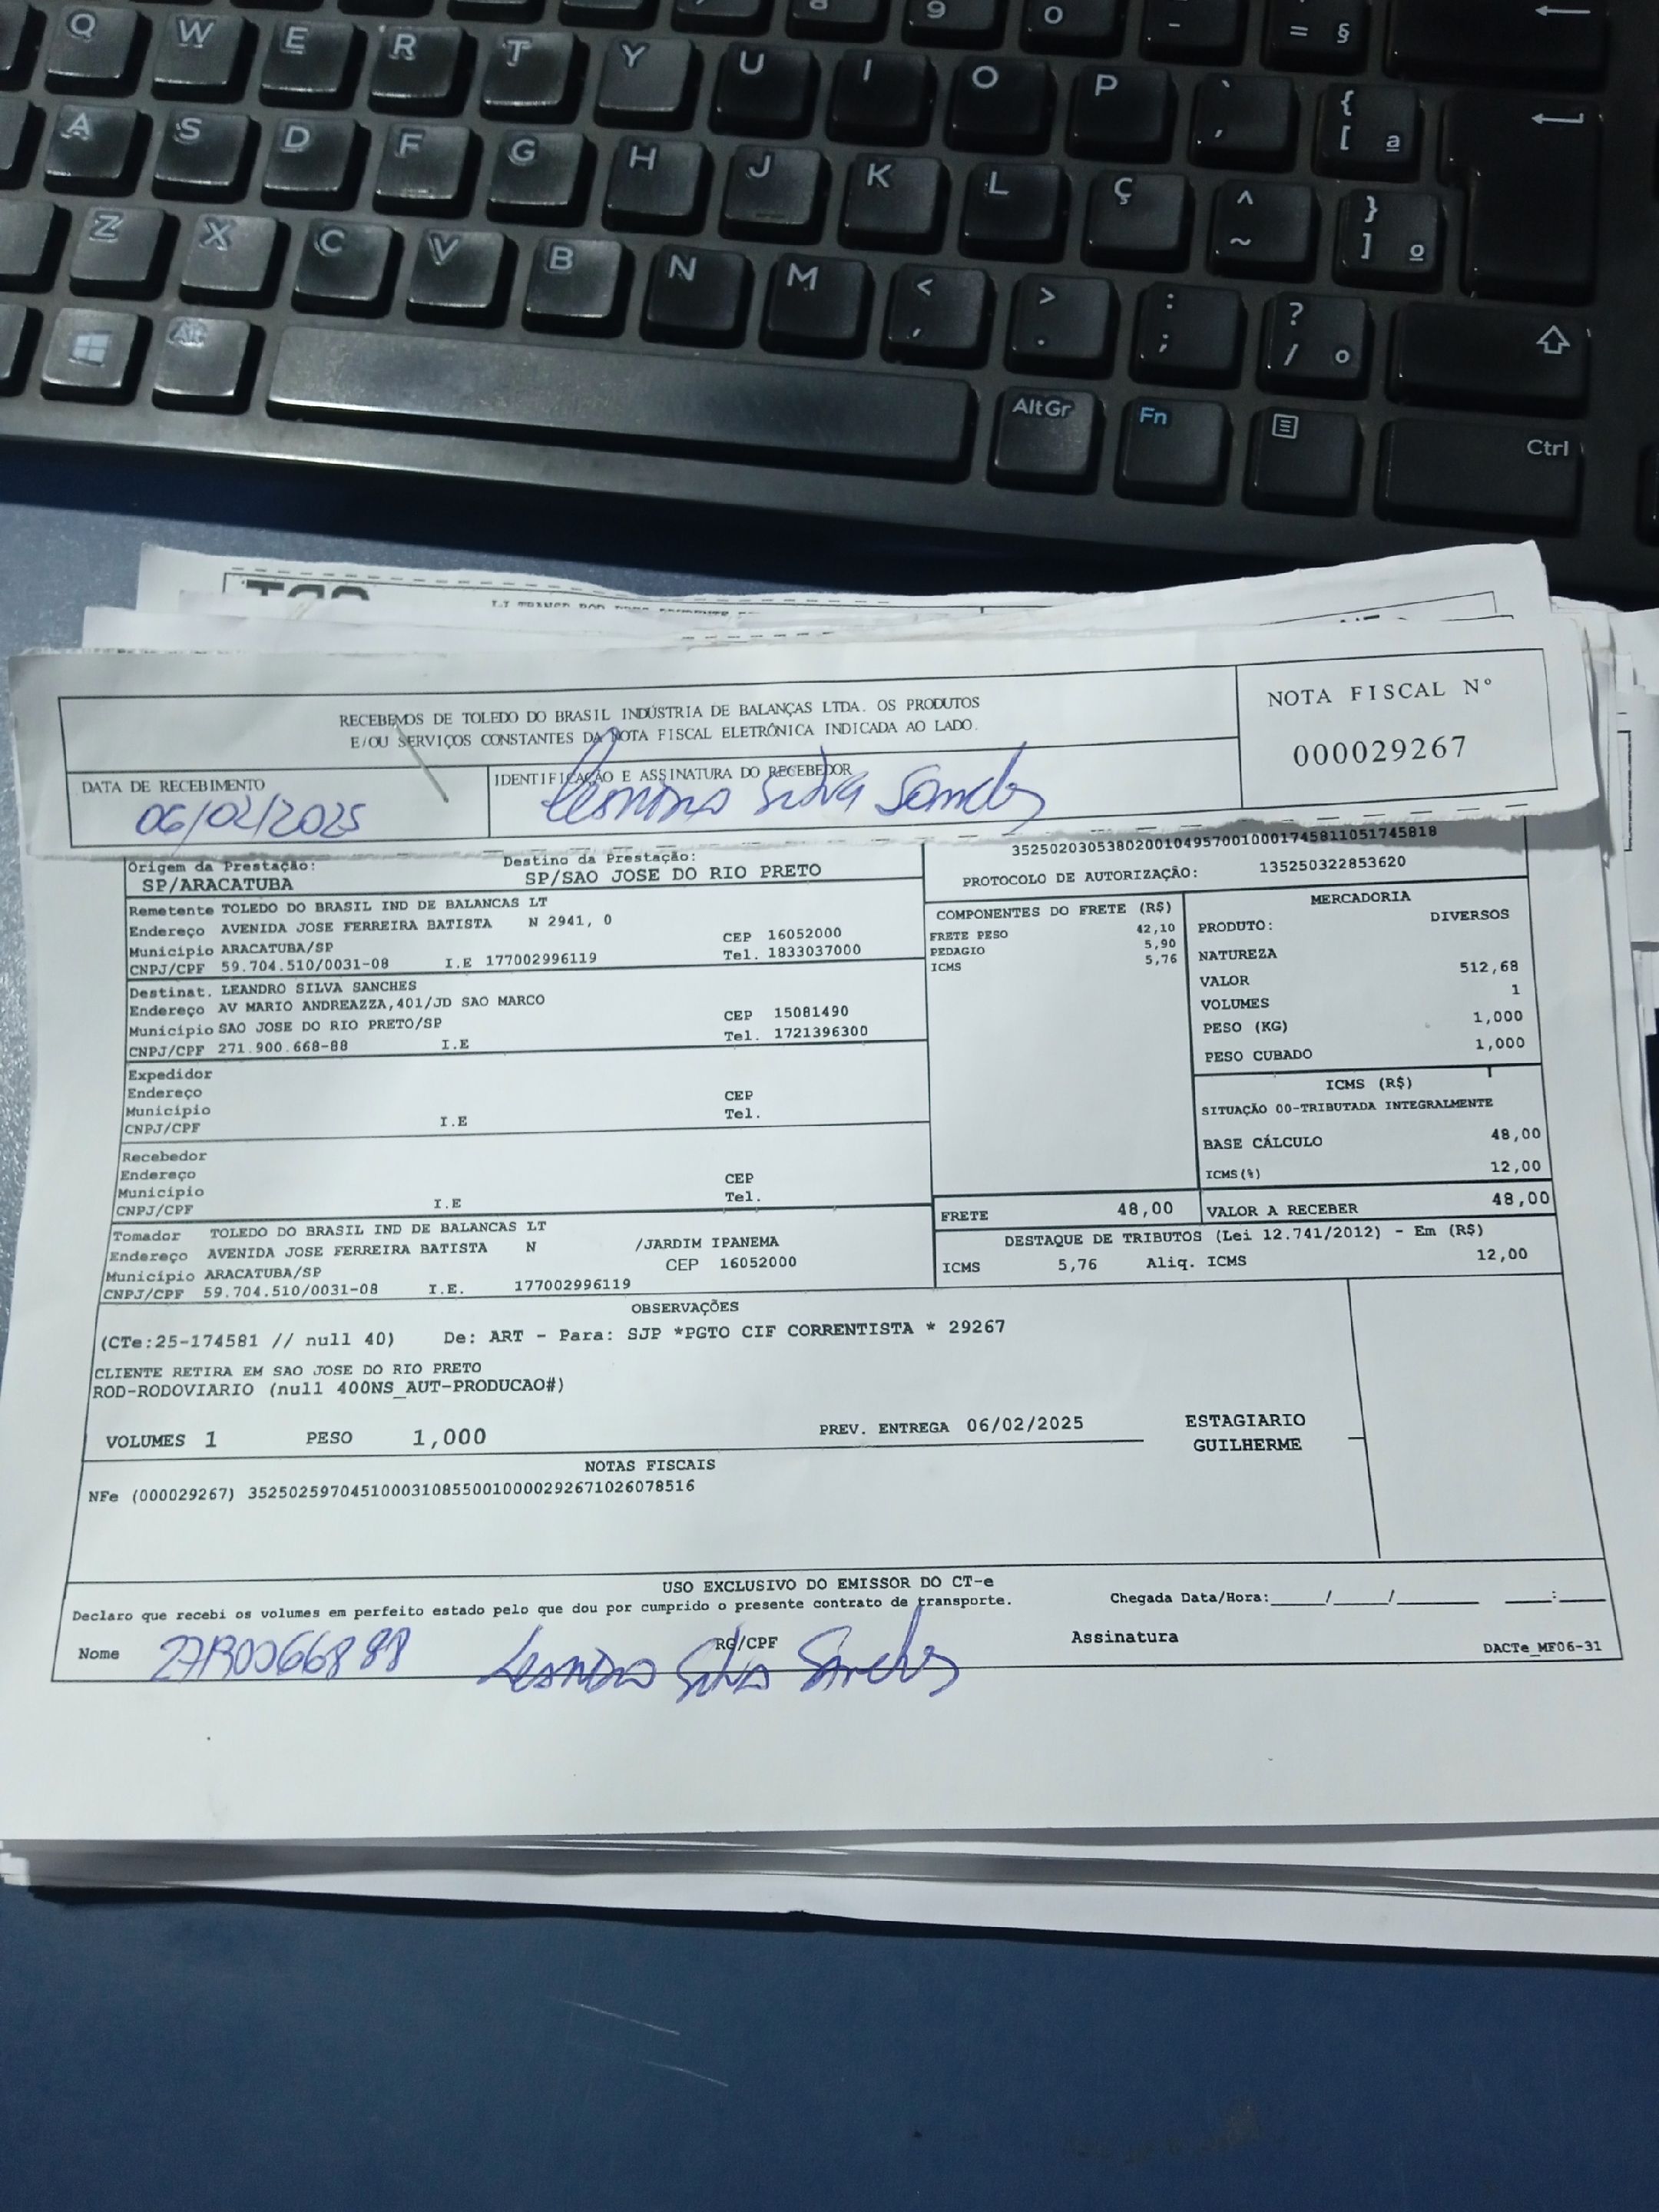 Q W E R T Y U I O P ` ´ { [ ª
A S D F G H J K L Ç ^ ~ } ] º
Z X C V B N M < , > . : ; ? / °
Alt AltGr Fn Ctrl
RECEBEMOS DE TOLEDO DO BRASIL INDÚSTRIA DE BALANÇAS LTDA. OS PRODUTOS
E/OU SERVIÇOS CONSTANTES DA NOTA FISCAL ELETRÔNICA INDICADA AO LADO.
NOTA FISCAL Nº
000029267
DATA DE RECEBIMENTO
06/02/2025
IDENTIFICAÇÃO E ASSINATURA DO RECEBEDOR
Leandro Silva Sanches
Origem da Prestação:
SP/ARACATUBA
Destino da Prestação:
SP/SAO JOSE DO RIO PRETO
35250203053802001049570010001745811051745818
PROTOCOLO DE AUTORIZAÇÃO: 135250322853620
Remetente TOLEDO DO BRASIL IND DE BALANCAS LT
Endereço AVENIDA JOSE FERREIRA BATISTA N 2941, 0
Municipio ARACATUBA/SP CEP 16052000
CNPJ/CPF 59.704.510/0031-08 I.E 177002996119 Tel. 1833037000
Destinat. LEANDRO SILVA SANCHES
Endereço AV MARIO ANDREAZZA,401/JD SAO MARCO
Municipio SAO JOSE DO RIO PRETO/SP CEP 15081490
CNPJ/CPF 271.900.668-88 I.E Tel. 1721396300
Expedidor
Endereço
Municipio CEP
CNPJ/CPF I.E Tel.
Recebedor
Endereço
Municipio CEP
CNPJ/CPF I.E Tel.
Tomador TOLEDO DO BRASIL IND DE BALANCAS LT
Endereço AVENIDA JOSE FERREIRA BATISTA N /JARDIM IPANEMA
Municipio ARACATUBA/SP CEP 16052000
CNPJ/CPF 59.704.510/0031-08 I.E. 177002996119
COMPONENTES DO FRETE (R$)
FRETE PESO 42,10
PEDAGIO 5,90
ICMS 5,76
MERCADORIA
PRODUTO: DIVERSOS
NATUREZA
VALOR 512,68
VOLUMES 1
PESO (KG) 1,000
PESO CUBADO 1,000
ICMS (R$)
SITUAÇÃO 00-TRIBUTADA INTEGRALMENTE
BASE CÁLCULO 48,00
ICMS(%) 12,00
FRETE 48,00 VALOR A RECEBER 48,00
DESTAQUE DE TRIBUTOS (Lei 12.741/2012) - Em (R$)
ICMS 5,76 Aliq. ICMS 12,00
OBSERVAÇÕES
(CTe:25-174581 // null 40) De: ART - Para: SJP *PGTO CIF CORRENTISTA * 29267
CLIENTE RETIRA EM SAO JOSE DO RIO PRETO
ROD-RODOVIARIO (null 400NS_AUT-PRODUCAO#)
VOLUMES 1 PESO 1,000 PREV. ENTREGA 06/02/2025
ESTAGIARIO
GUILHERME
NOTAS FISCAIS
NFe (000029267) 35250259704510003108550010000292671026078516
USO EXCLUSIVO DO EMISSOR DO CT-e
Declaro que recebi os volumes em perfeito estado pelo que dou por cumprido o presente contrato de transporte.
Chegada Data/Hora:______/______/_________ _____:_____
Nome 27190066888 RG/CPF Leandro Silva Sanches Assinatura
DACTe_MF06-31